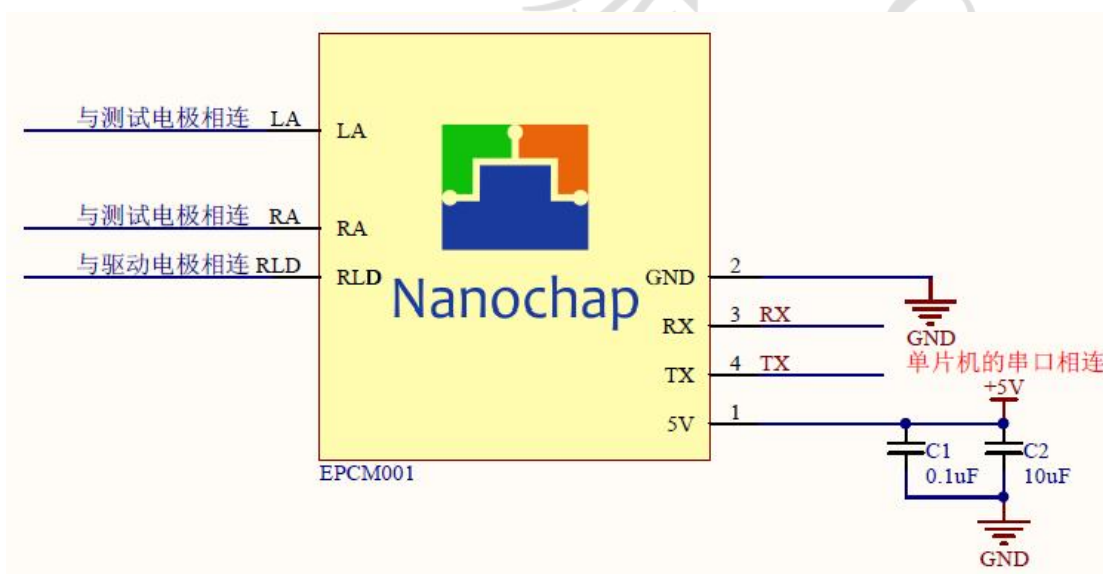 与测试电极相连 LA
LA
与测试电极相连 RA
RA
与驱动电极相连 RLD
RLD
Nanochap
GND 2
RX 3 RX
TX 4 TX
5V 1
GND
单片机的串口相连
+5V
C1
0.1uF
C2
10uF
GND
EPCM001